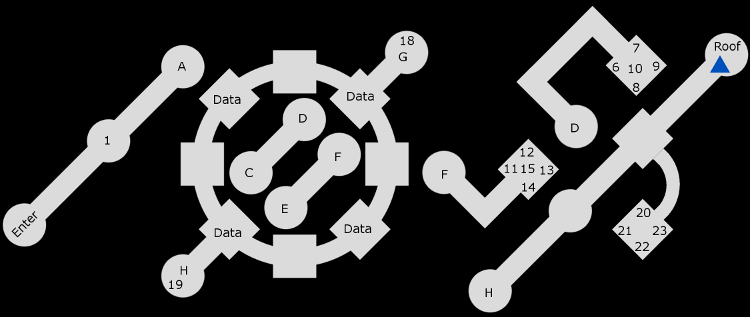 A
1
Enter
18
G
Data
Data
D
F
C
E
Data
Data
H
19
F
12
11 15 13
14
7
6 10 9
8
D
Roof
20
21 23
22
H